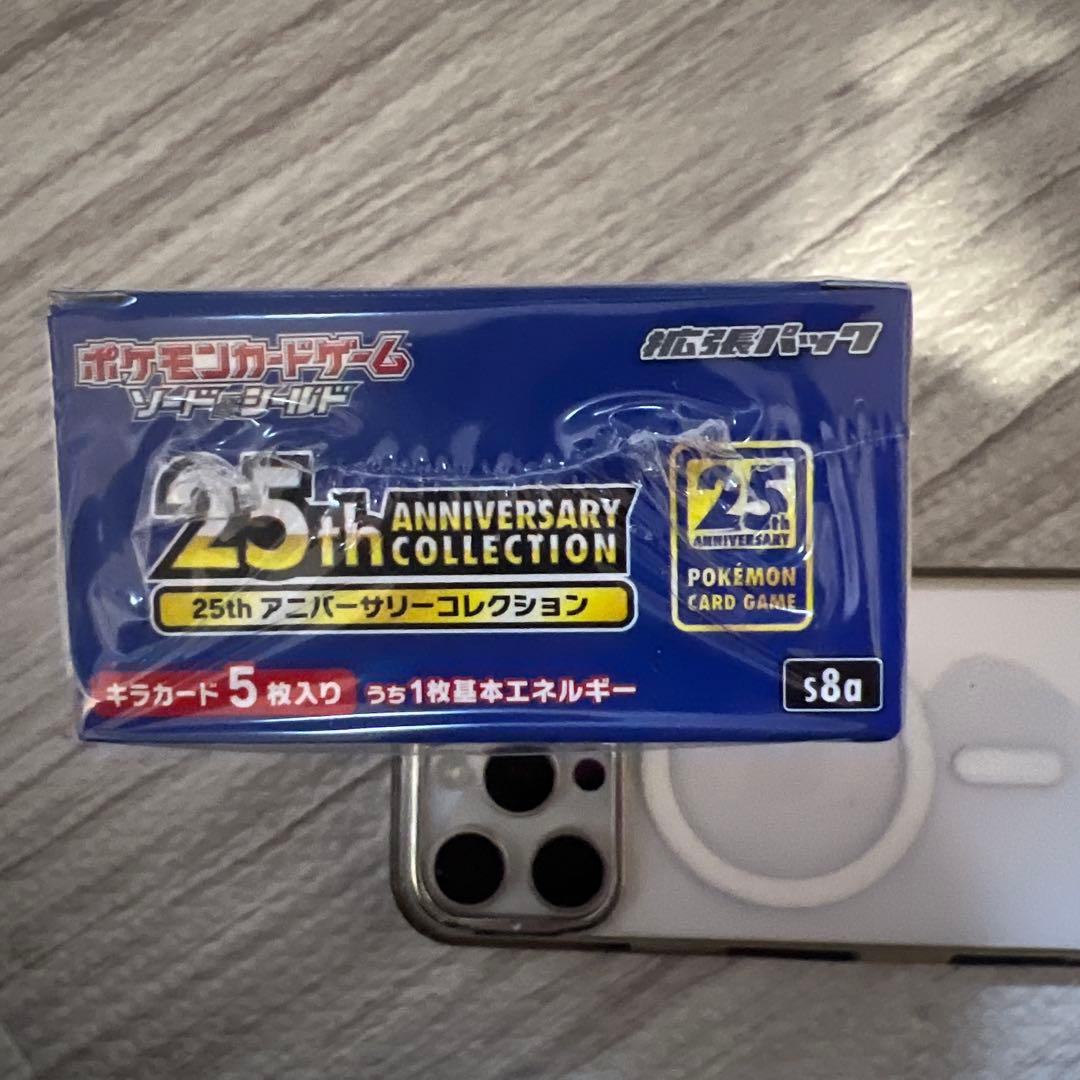 ポケモンカードゲーム
ソード&シールド
拡張パック
25th ANNIVERSARY COLLECTION
25th アニバーサリーコレクション
25th
ANNIVERSARY
POKÉMON
CARD GAME
キラカード 5 枚入り うち1枚基本エネルギー
s8a